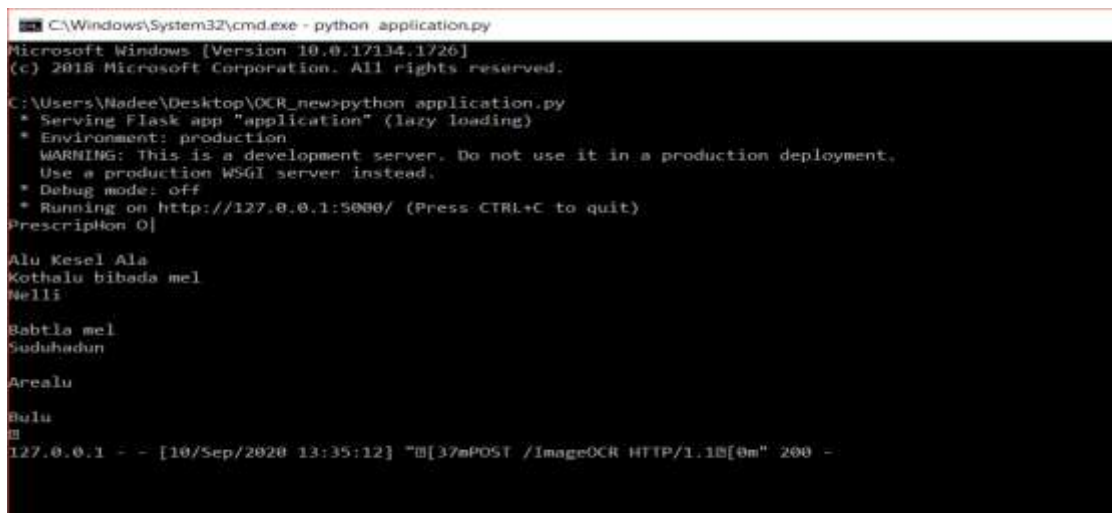 C:\Windows\System32\cmd.exe - python  application.py
Microsoft Windows [Version 10.0.17134.1726]
(c) 2018 Microsoft Corporation. All rights reserved.
C:\Users\Nadee\Desktop\OCR_new>python application.py
 * Serving Flask app "application" (lazy loading)
 * Environment: production
   WARNING: This is a development server. Do not use it in a production deployment.
   Use a production WSGI server instead.
 * Debug mode: off
 * Running on http://127.0.0.1:5000/ (Press CTRL+C to quit)
PrescripHon O|
Alu Kesel Ala
Kothalu bibada mel
Nelli
Babtla mel
Suduhadun
Arealu
Bulu
127.0.0.1 - - [10/Sep/2020 13:35:12] "[37mPOST /ImageOCR HTTP/1.1[0m" 200 -